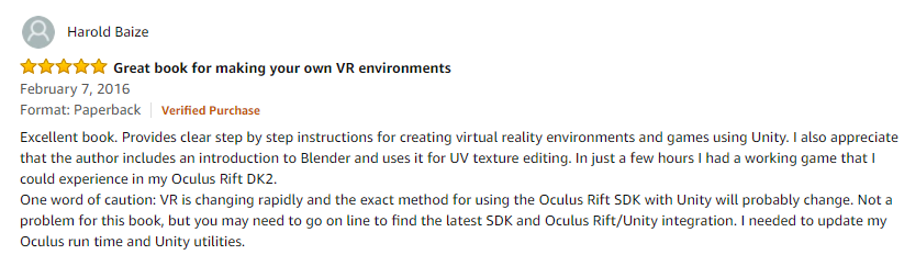 Harold Baize
Great book for making your own VR environments
February 7, 2016
Format: Paperback | Verified Purchase
Excellent book. Provides clear step by step instructions for creating virtual reality environments and games using Unity. I also appreciate
that the author includes an introduction to Blender and uses it for UV texture editing. In just a few hours I had a working game that I
could experience in my Oculus Rift DK2.
One word of caution: VR is changing rapidly and the exact method for using the Oculus Rift SDK with Unity will probably change. Not a
problem for this book, but you may need to go on line to find the latest SDK and Oculus Rift/Unity integration. I needed to update my
Oculus run time and Unity utilities.